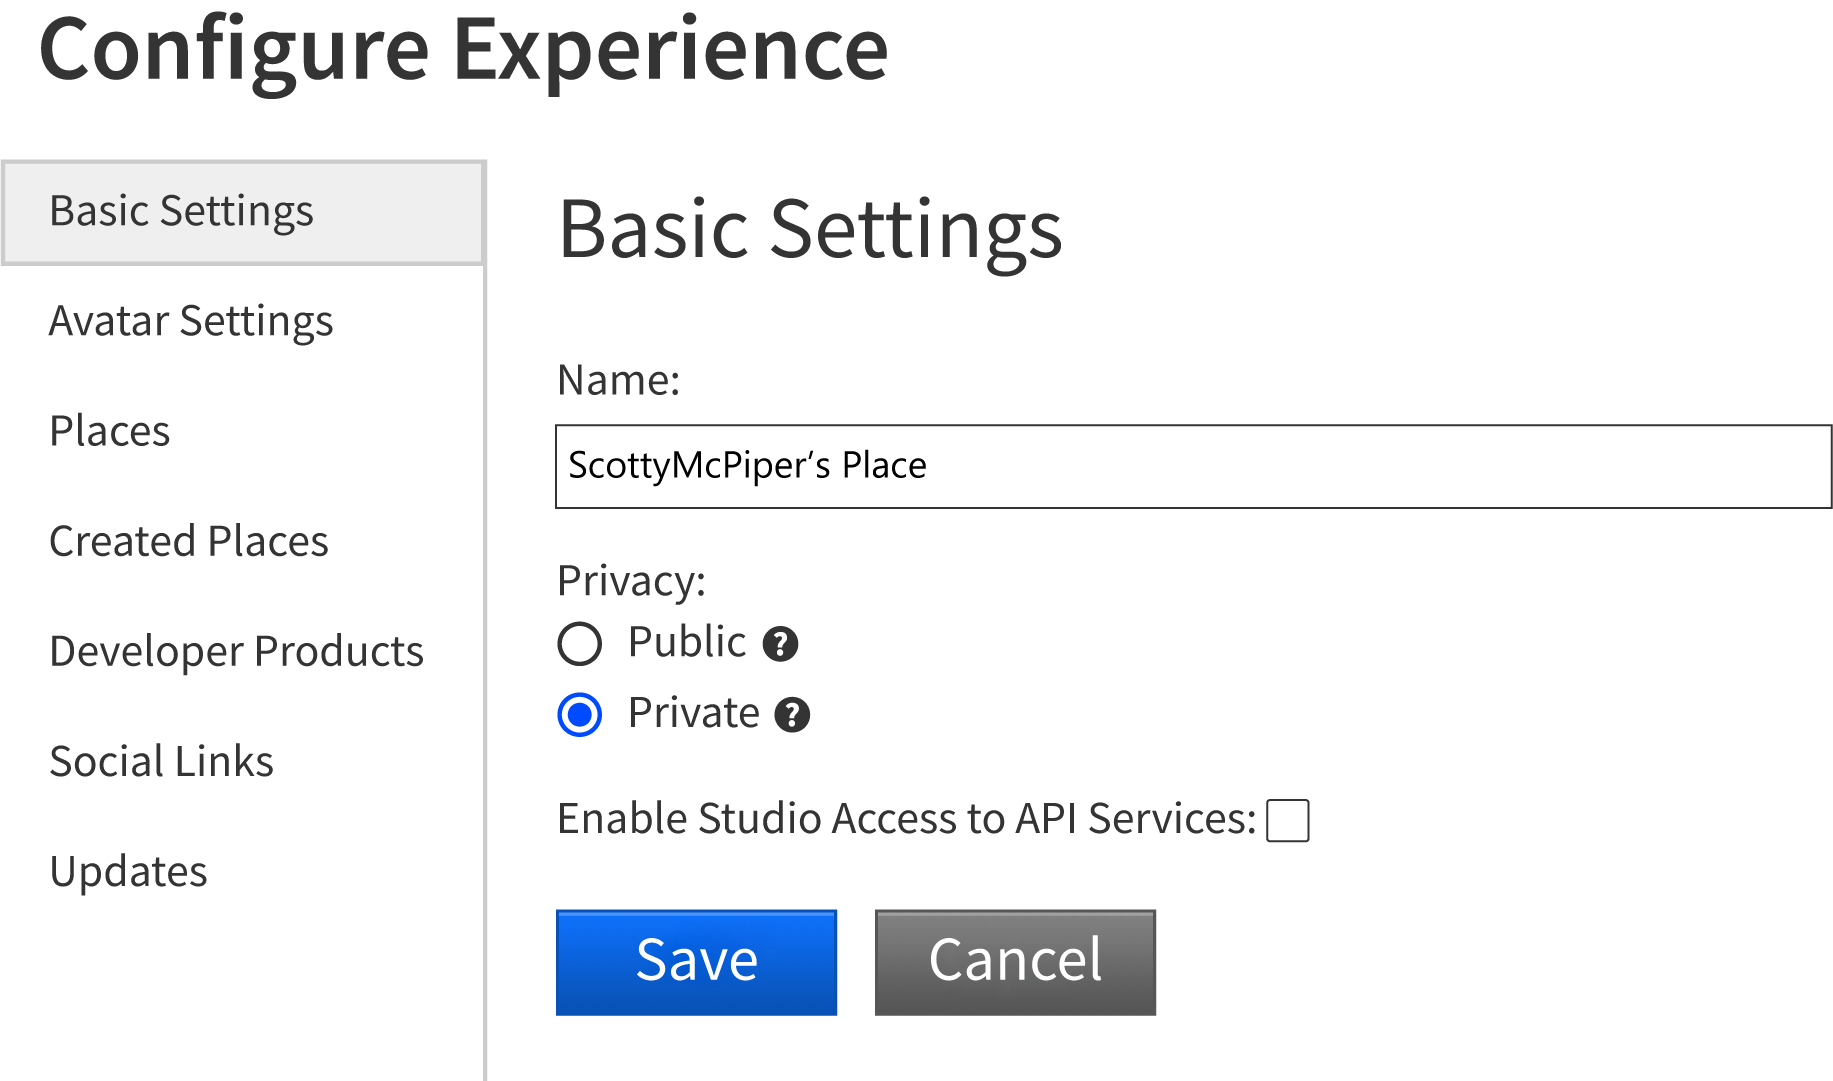 Configure Experience
Basic Settings
Avatar Settings
Places
Created Places
Developer Products
Social Links
Updates
Basic Settings
Name:
ScottyMcPiper’s Place
Privacy:
Public ?
Private ?
Enable Studio Access to API Services:
Save
Cancel